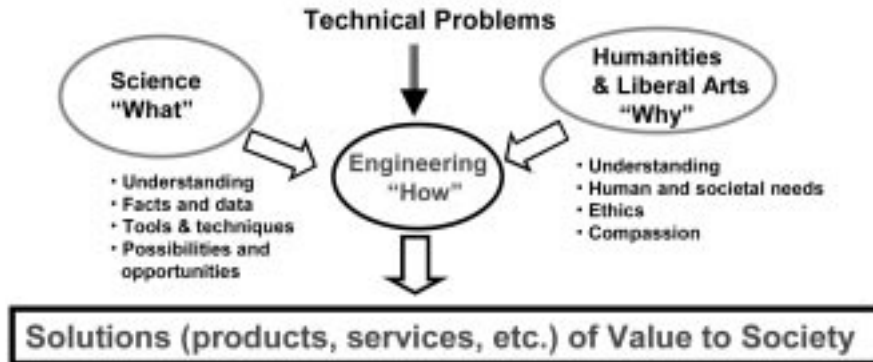 Technical Problems
Science
“What”
Humanities
& Liberal Arts
“Why”
Engineering
“How”
• Understanding
• Facts and data
• Tools & techniques
• Possibilities and
opportunities
• Understanding
• Human and societal needs
• Ethics
• Compassion
Solutions (products, services, etc.) of Value to Society